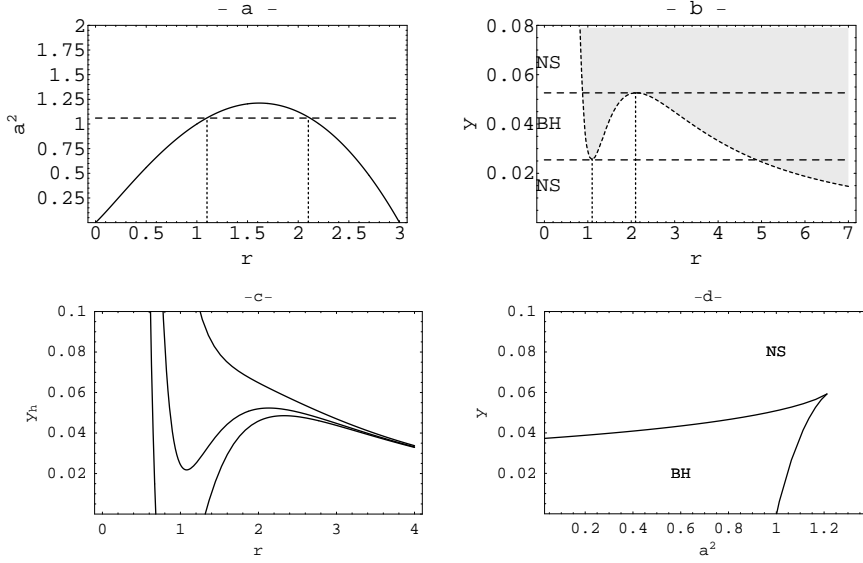 - a -
2
1.75
1.5
1.25
1
0.75
0.5
0.25
a²
0 0.5 1 1.5 2 2.5 3
r
- b -
0.08
0.06
0.04
0.02
y
NS
BH
NS
0 1 2 3 4 5 6 7
r
-c-
0.1
0.08
0.06
0.04
0.02
yₕ
0 1 2 3 4
r
-d-
0.1
0.08
0.06
0.04
0.02
y
NS
BH
0.2 0.4 0.6 0.8 1 1.2
a²